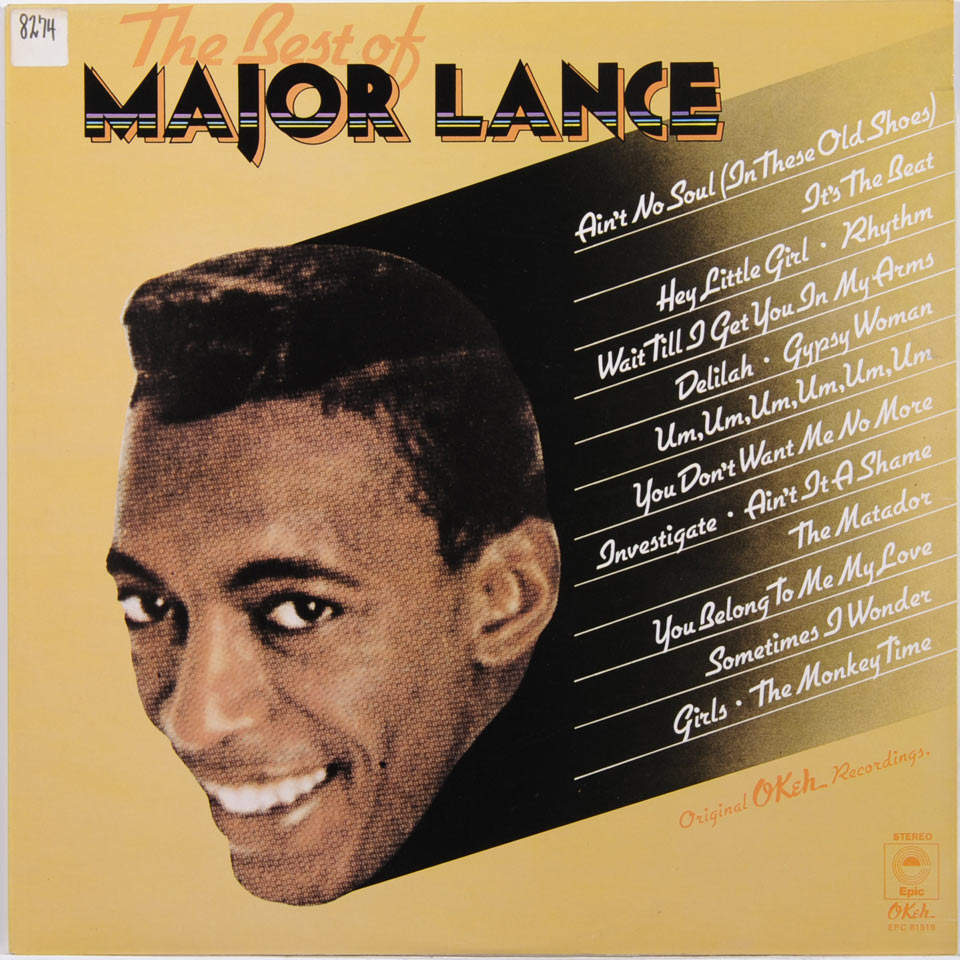 8274
The Best of
MAJOR LANCE
Ain't No Soul (In These Old Shoes)
It's The Beat
Hey Little Girl · Rhythm
Wait Till I Get You In My Arms
Delilah · Gypsy Woman
Um, Um, Um, Um, Um, Um
You Don't Want Me No More
Investigate · Ain't It A Shame
The Matador
You Belong To Me My Love
Sometimes I Wonder
Girls · The Monkey Time
Original OKeh Recordings.
STEREO
Epic
OKeh
EPC 81519